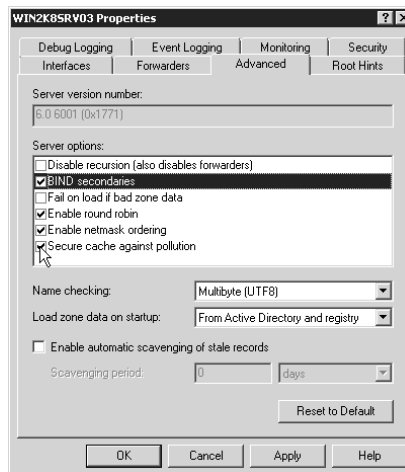 WIN2K8SRV03 Properties
Debug Logging Event Logging Monitoring Security
Interfaces Forwarders Advanced Root Hints
Server version number:
6.0 6001 (0x1771)
Server options:
Disable recursion (also disables forwarders)
BIND secondaries
Fail on load if bad zone data
Enable round robin
Enable netmask ordering
Secure cache against pollution
Name checking: Multibyte (UTF8)
Load zone data on startup: From Active Directory and registry
Enable automatic scavenging of stale records
Scavenging period: 0 days
Reset to Default
OK Cancel Apply Help